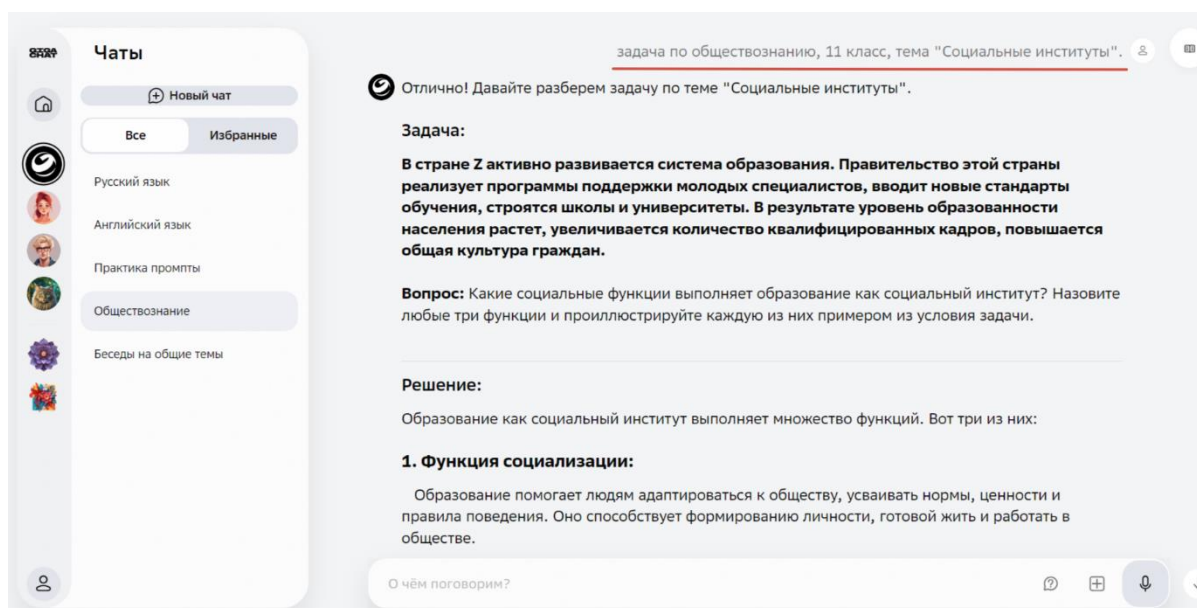 Чаты
Новый чат
Все
Избранные
Русский язык
Английский язык
Практика промпты
Обществознание
Беседы на общие темы
задача по обществознанию, 11 класс, тема "Социальные институты".
Отлично! Давайте разберем задачу по теме "Социальные институты".
Задача:
В стране Z активно развивается система образования. Правительство этой страны
реализует программы поддержки молодых специалистов, вводит новые стандарты
обучения, строятся школы и университеты. В результате уровень образованности
населения растет, увеличивается количество квалифицированных кадров, повышается
общая культура граждан.
Вопрос: Какие социальные функции выполняет образование как социальный институт? Назовите
любые три функции и проиллюстрируйте каждую из них примером из условия задачи.
Решение:
Образование как социальный институт выполняет множество функций. Вот три из них:
1. Функция социализации:
Образование помогает людям адаптироваться к обществу, усваивать нормы, ценности и
правила поведения. Оно способствует формированию личности, готовой жить и работать в
обществе.
О чём поговорим?